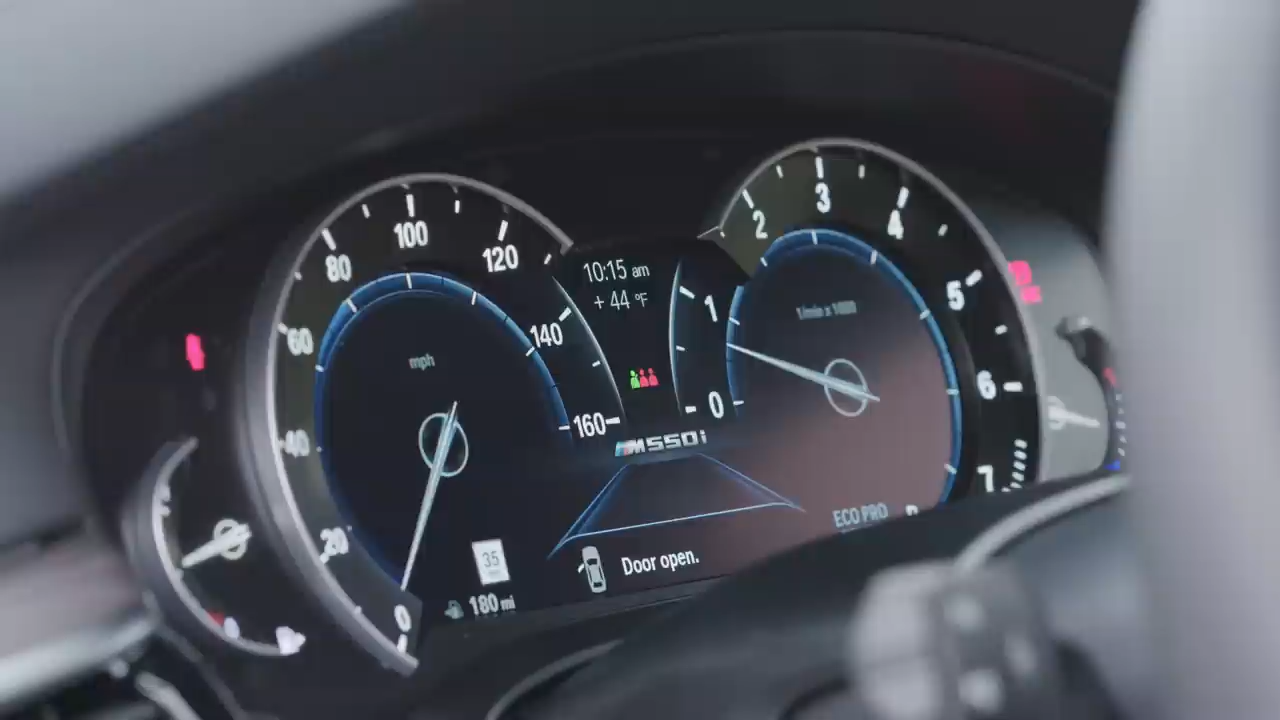 0
20
40
60
80
100
120
140
160
mph
35
180 mi
10:15 am
+ 44 °F
M550i
Door open.
0
1
2
3
4
5
6
7
1/min x 1000
ECO PRO